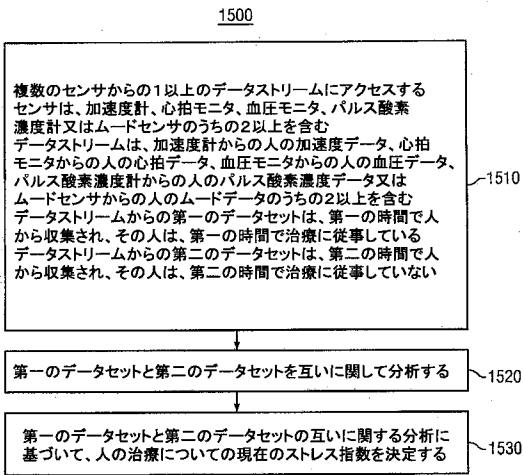 1500
複数のセンサからの1以上のデータストリームにアクセスする
センサは、加速度計、心拍モニタ、血圧モニタ、パルス酸素
濃度計又はムードセンサのうちの2以上を含む
データストリームは、加速度計からの人の加速度データ、心拍
モニタからの人の心拍データ、血圧モニタからの人の血圧データ、
パルス酸素濃度計からの人のパルス酸素濃度データ又は
ムードセンサからの人のムードデータのうちの2以上を含む
データストリームからの第一のデータセットは、第一の時間で人
から収集され、その人は、第一の時間で治療に従事している
データストリームからの第二のデータセットは、第二の時間で人
から収集され、その人は、第二の時間で治療に従事していない
1510
第一のデータセットと第二のデータセットを互いに関して分析する
1520
第一のデータセットと第二のデータセットの互いに関する分析に
基づいて、人の治療についての現在のストレス指数を決定する
1530